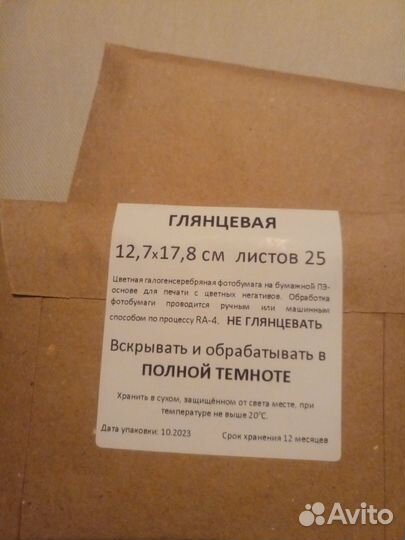 ГЛЯНЦЕВАЯ
12,7х17,8 см листов 25
Цветная галогенсеребряная фотобумага на бумажной ПЭ-
основе для печати с цветных негативов. Обработка
фотобумаги проводится ручным или машинным
способом по процессу RA-4. НЕ ГЛЯНЦЕВАТЬ
Вскрывать и обрабатывать в
ПОЛНОЙ ТЕМНОТЕ
Хранить в сухом, защищённом от света месте, при
температуре не выше 20°С.
Дата упаковки: 10.2023 Срок хранения 12 месяцев
Avito